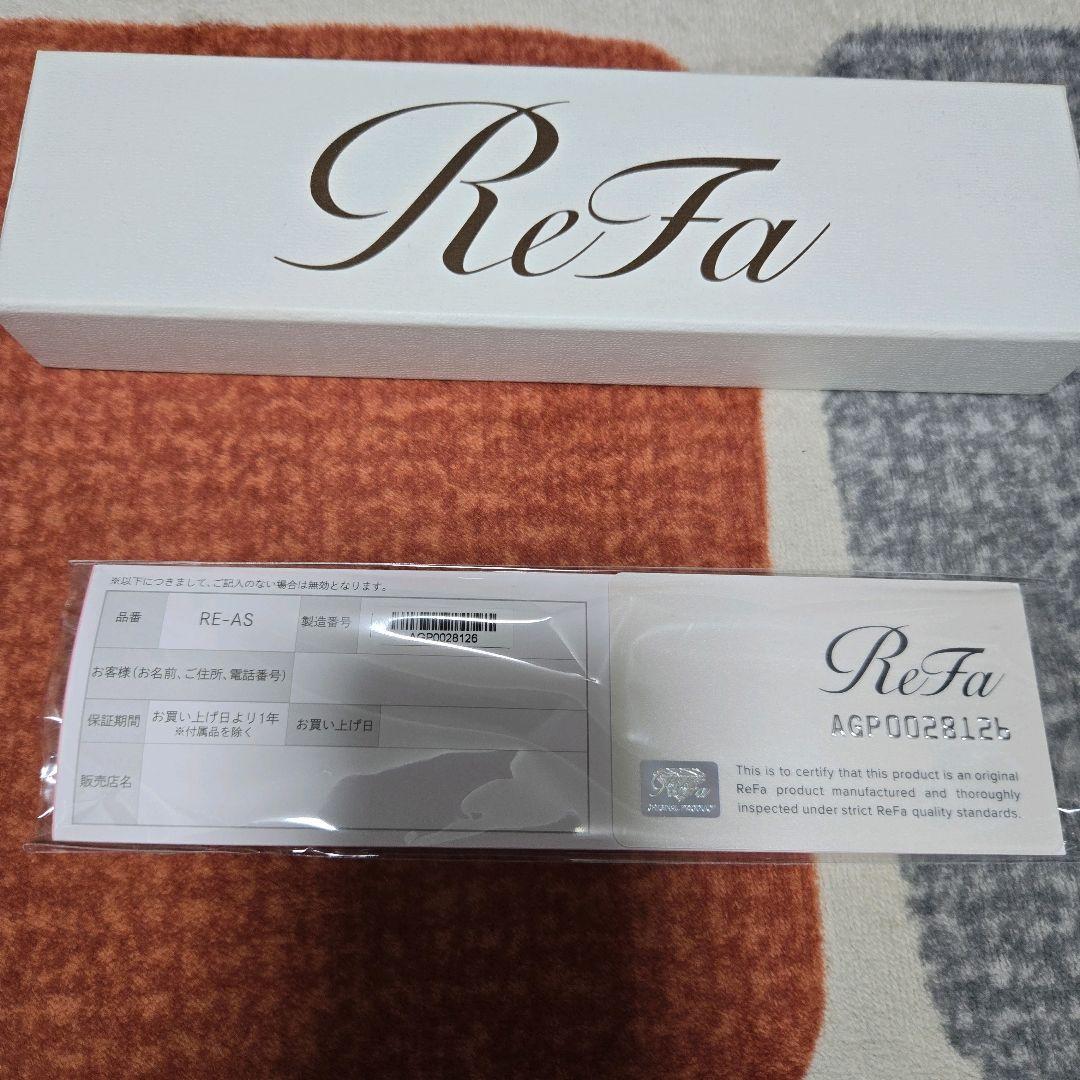 ReFa
※以下につきまして、ご記入のない場合は無効となります。
品番 RE-AS 製造番号 AGP0028126
お客様(お名前、ご住所、電話番号)
保証期間 お買い上げ日より1年 お買い上げ日
※付属品を除く
販売店名
ReFa
AGP0028126
ReFa
ORIGINAL PRODUCT
This is to certify that this product is an original
ReFa product manufactured and thoroughly
inspected under strict ReFa quality standards.